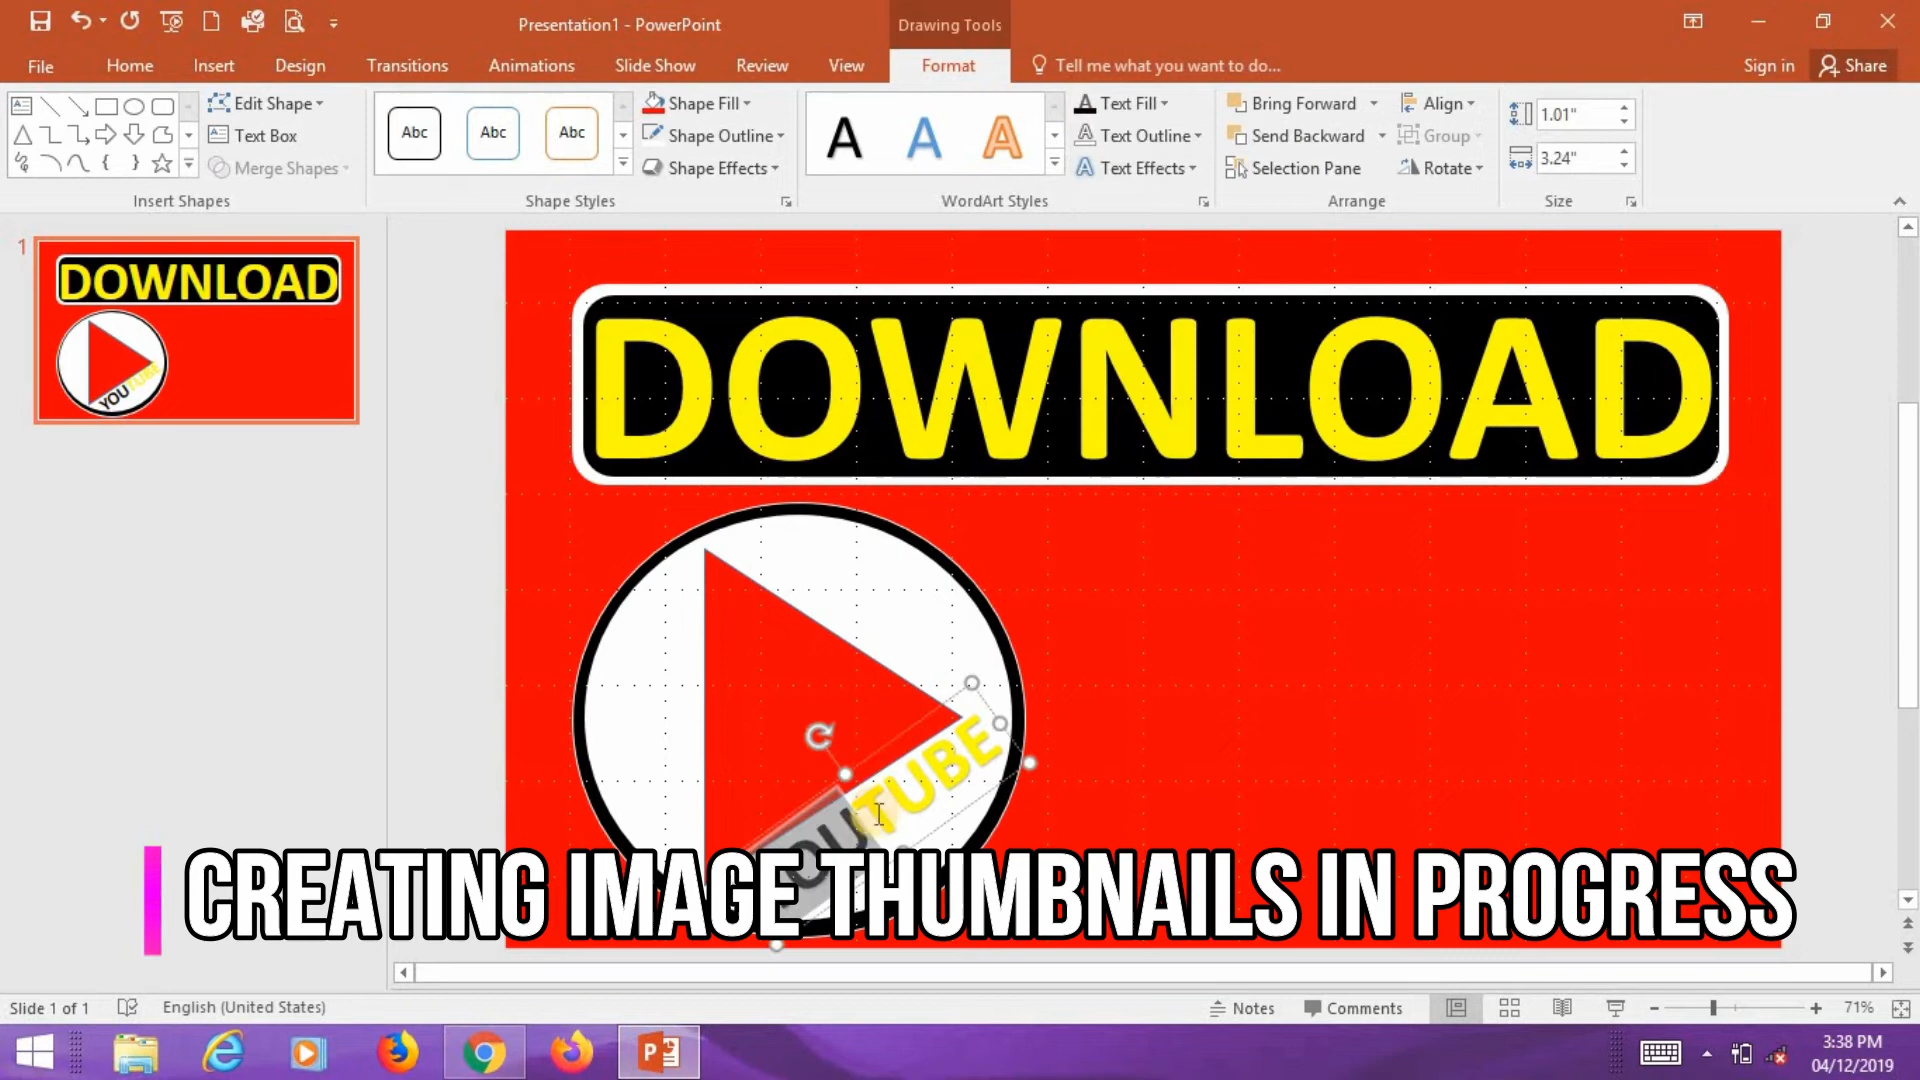 Presentation1 - PowerPoint
Drawing Tools
File
Home
Insert
Design
Transitions
Animations
Slide Show
Review
View
Format
Tell me what you want to do...
Sign in
Share
Edit Shape
Text Box
Merge Shapes
Insert Shapes
Abc
Abc
Abc
Shape Fill
Shape Outline
Shape Effects
Shape Styles
A
A
A
Text Fill
Text Outline
Text Effects
WordArt Styles
Bring Forward
Send Backward
Selection Pane
Align
Group
Rotate
Arrange
1.01"
3.24"
Size
1
DOWNLOAD
YOUTUBE
DOWNLOAD
YOUTUBE
CREATING IMAGE THUMBNAILS IN PROGRESS
Slide 1 of 1
English (United States)
Notes
Comments
71%
3:38 PM
04/12/2019